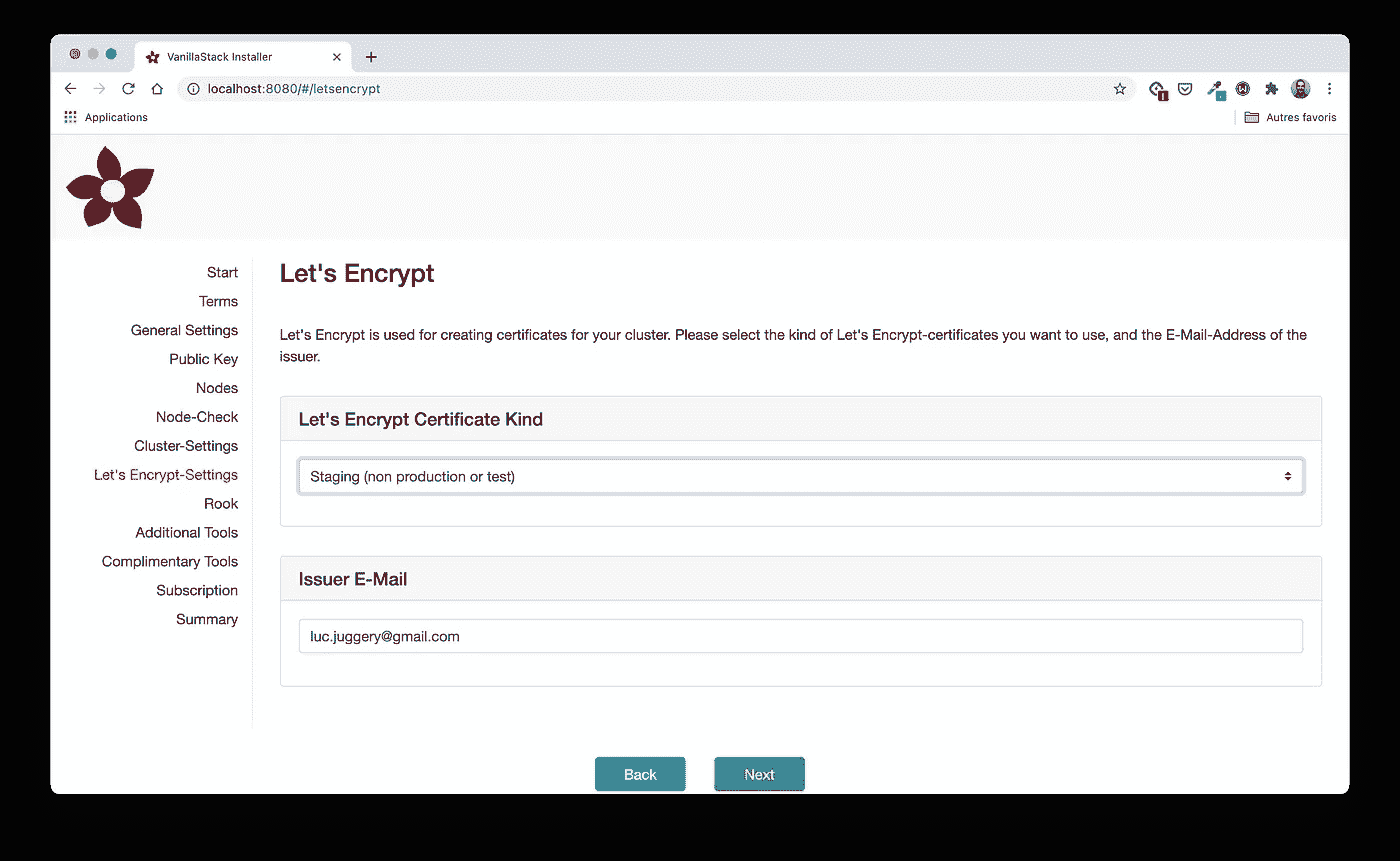 VanillaStack Installer
localhost:8080/#/letsencrypt
Applications
Autres favoris
Start
Terms
General Settings
Public Key
Nodes
Node-Check
Cluster-Settings
Let's Encrypt-Settings
Rook
Additional Tools
Complimentary Tools
Subscription
Summary
Let's Encrypt
Let's Encrypt is used for creating certificates for your cluster. Please select the kind of Let's Encrypt-certificates you want to use, and the E-Mail-Address of the
issuer.
Let's Encrypt Certificate Kind
Staging (non production or test)
Issuer E-Mail
luc.juggery@gmail.com
Back
Next